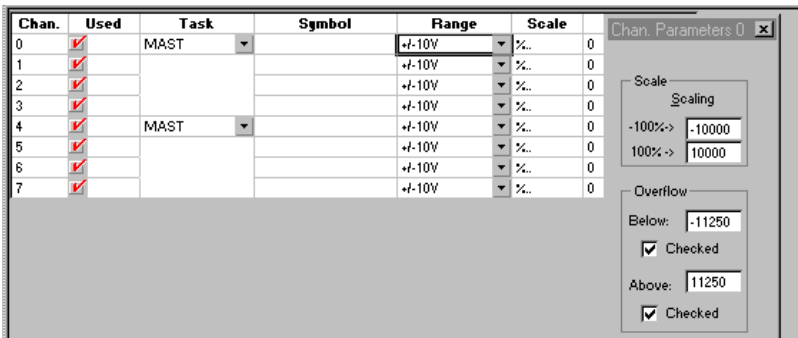 Chan. Used Task Symbol Range Scale
0 MAST +/-10V %.. 0
1 +/-10V %.. 0
2 +/-10V %.. 0
3 +/-10V %.. 0
4 MAST +/-10V %.. 0
5 +/-10V %.. 0
6 +/-10V %.. 0
7 +/-10V %.. 0
Chan. Parameters 0
Scale
Scaling
-100%-> -10000
100% -> 10000
Overflow
Below: -11250
Checked
Above: 11250
Checked